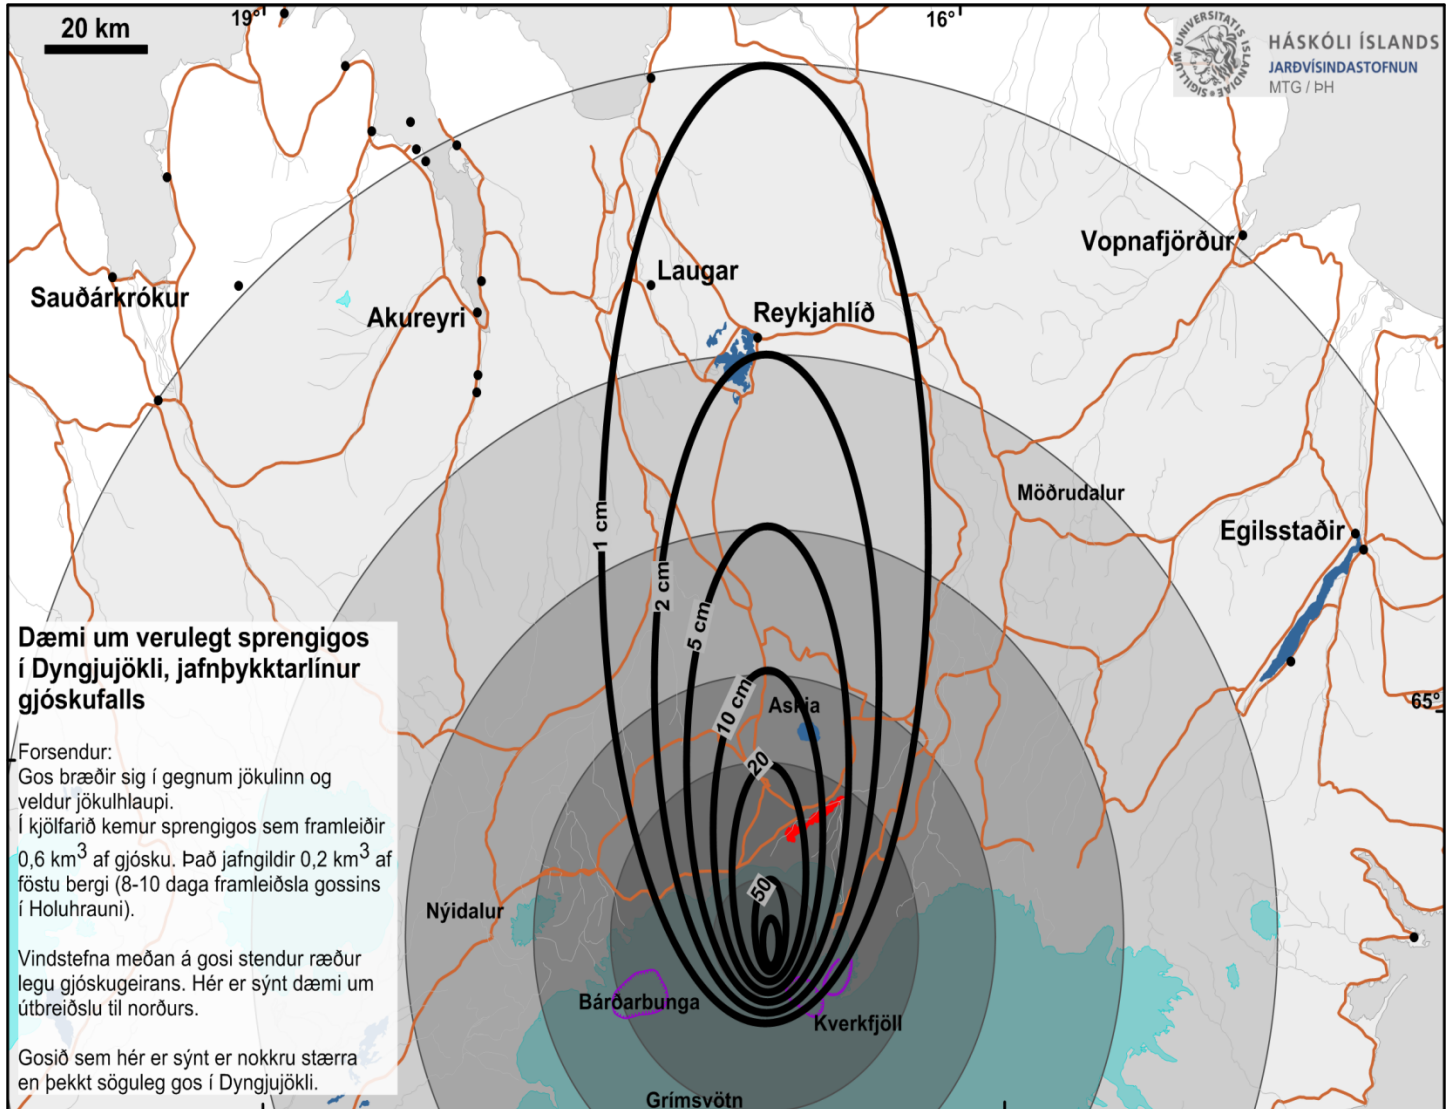 20 km
19°
16°
SIGILLUM UNIVERSITATIS ISLANDIAE
HÁSKÓLI ÍSLANDS
JARÐVÍSINDASTOFNUN
MTG / ÞH
Vopnafjörður
Laugar
Sauðárkrókur
Akureyri
Reykjahlíð
Möðrudalur
1 cm
Egilsstaðir
2 cm
5 cm
Dæmi um verulegt sprengigos
í Dyngjujökli, jafnþykktarlínur
gjóskufalls
10 cm
Askja
65°
Forsendur:
Gos bræðir sig í gegnum jökulinn og
veldur jökulhlaupi.
Í kjölfarið kemur sprengigos sem framleiðir
0,6 km³ af gjósku. Það jafngildir 0,2 km³ af
föstu bergi (8-10 daga framleiðsla gossins
í Holuhrauni).
20
50
Nýidalur
Vindstefna meðan á gosi stendur ræður
legu gjóskugeirans. Hér er sýnt dæmi um
útbreiðslu til norðurs.
Bárðarbunga
Kverkfjöll
Gosið sem hér er sýnt er nokkru stærra
en þekkt söguleg gos í Dyngjujökli.
Grímsvötn